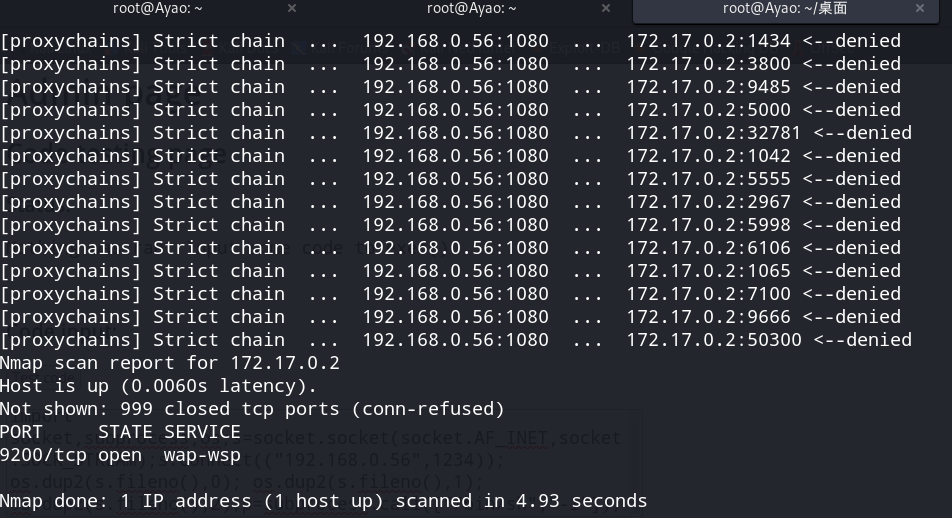 root@Ayao: ~ × root@Ayao: ~ × root@Ayao: ~/桌面 ×
[proxychains] Strict chain ... 192.168.0.56:1080 ... 172.17.0.2:1434 <--denied
[proxychains] Strict chain ... 192.168.0.56:1080 ... 172.17.0.2:3800 <--denied
[proxychains] Strict chain ... 192.168.0.56:1080 ... 172.17.0.2:9485 <--denied
[proxychains] Strict chain ... 192.168.0.56:1080 ... 172.17.0.2:5000 <--denied
[proxychains] Strict chain ... 192.168.0.56:1080 ... 172.17.0.2:32781 <--denied
[proxychains] Strict chain ... 192.168.0.56:1080 ... 172.17.0.2:1042 <--denied
[proxychains] Strict chain ... 192.168.0.56:1080 ... 172.17.0.2:5555 <--denied
[proxychains] Strict chain ... 192.168.0.56:1080 ... 172.17.0.2:2967 <--denied
[proxychains] Strict chain ... 192.168.0.56:1080 ... 172.17.0.2:5998 <--denied
[proxychains] Strict chain ... 192.168.0.56:1080 ... 172.17.0.2:6106 <--denied
[proxychains] Strict chain ... 192.168.0.56:1080 ... 172.17.0.2:1065 <--denied
[proxychains] Strict chain ... 192.168.0.56:1080 ... 172.17.0.2:7100 <--denied
[proxychains] Strict chain ... 192.168.0.56:1080 ... 172.17.0.2:9666 <--denied
[proxychains] Strict chain ... 192.168.0.56:1080 ... 172.17.0.2:50300 <--denied
Nmap scan report for 172.17.0.2
Host is up (0.0060s latency).
Not shown: 999 closed tcp ports (conn-refused)
PORT STATE SERVICE
9200/tcp open wap-wsp
Nmap done: 1 IP address (1 host up) scanned in 4.93 seconds